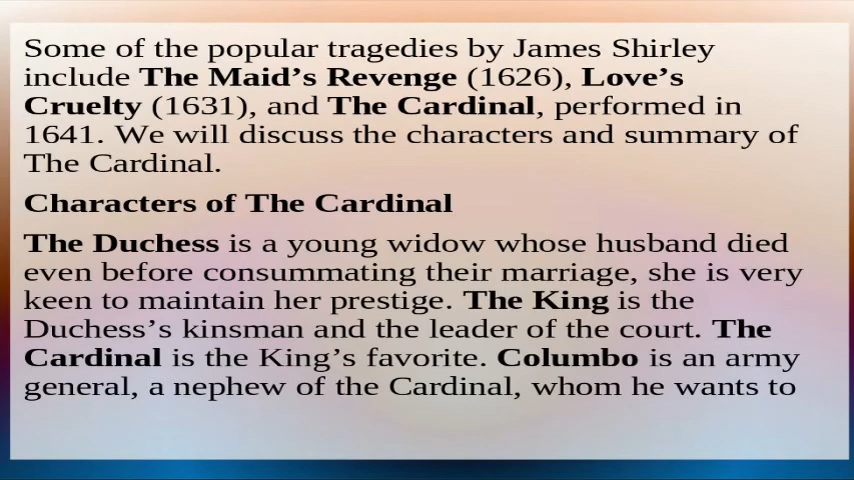 Some of the popular tragedies by James Shirley
include The Maid’s Revenge (1626), Love’s
Cruelty (1631), and The Cardinal, performed in
1641. We will discuss the characters and summary of
The Cardinal.
Characters of The Cardinal
The Duchess is a young widow whose husband died
even before consummating their marriage, she is very
keen to maintain her prestige. The King is the
Duchess’s kinsman and the leader of the court. The
Cardinal is the King’s favorite. Columbo is an army
general, a nephew of the Cardinal, whom he wants to